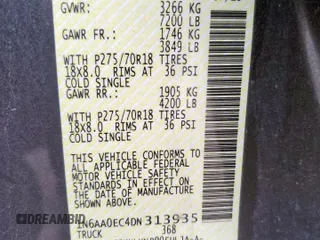 GVWR: 3266 KG
7200 LB
GAWR FR.: 1746 KG
3849 LB
WITH P275/70R18 TIRES
18X8.0 RIMS AT 36 PSI
COLD SINGLE
GAWR RR.: 1905 KG
4200 LB
WITH P275/70R18 TIRES
18X8.0 RIMS AT 36 PSI
COLD SINGLE
THIS VEHICLE CONFORMS TO
ALL APPLICABLE FEDERAL
MOTOR VEHICLE SAFETY
STANDARDS IN EFFECT ON
THE DATE OF MANUFACTURE
SHOWN ABOVE.
1N6AA0EC4DN313935
TRUCK 368
DREAMBID